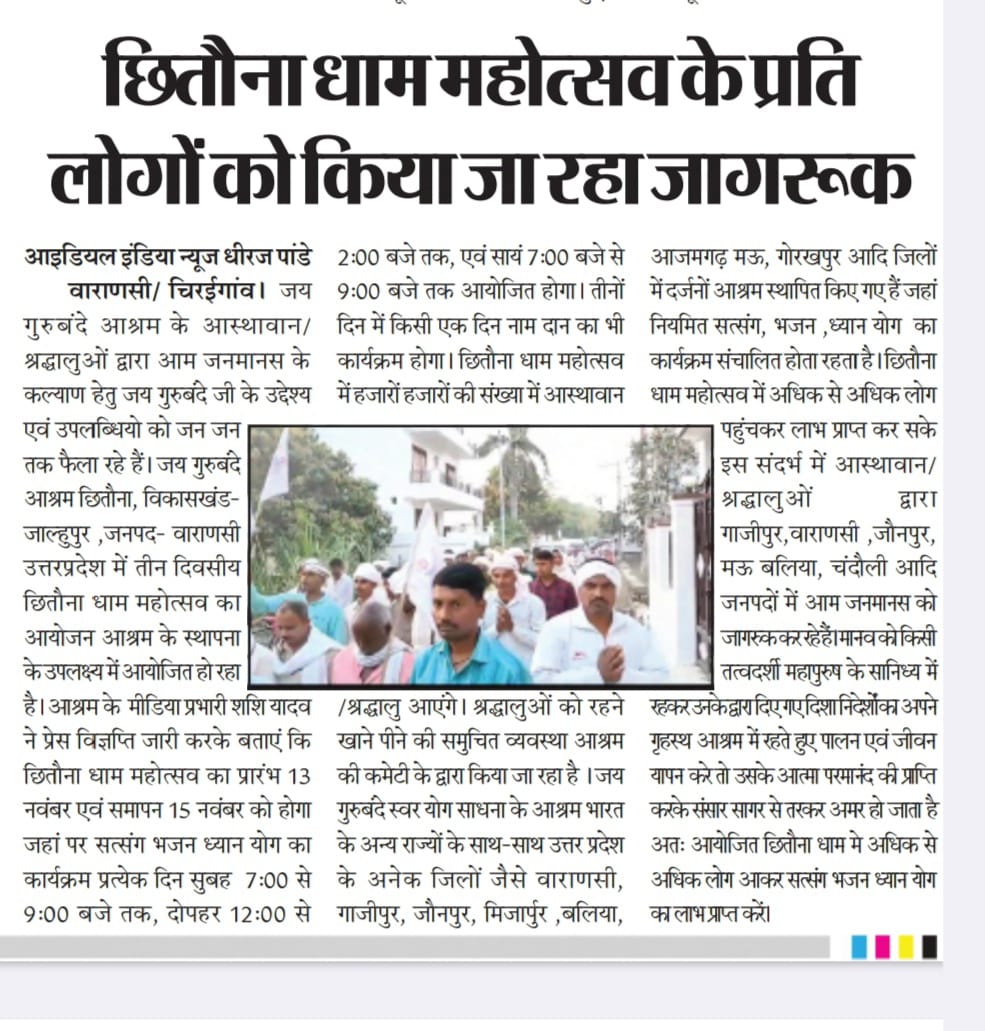 छितौना धाम महोत्सव के प्रति
लोगों को किया जा रहा जागरूक
आइडियल इंडिया न्यूज धीरज पांडे
वाराणसी/ चिरईगांव। जय
गुरुबंदे आश्रम के आस्थावान/
श्रद्धालुओं द्वारा आम जनमानस के
कल्याण हेतु जय गुरुबंदे जी के उद्देश्य
एवं उपलब्धियो को जन जन
तक फैला रहे हैं। जय गुरुबंदे
आश्रम छितौना, विकासखंड-
जाल्हुपुर ,जनपद- वाराणसी
उत्तरप्रदेश में तीन दिवसीय
छितौना धाम महोत्सव का
आयोजन आश्रम के स्थापना
के उपलक्ष्य में आयोजित हो रहा
है। आश्रम के मीडिया प्रभारी शशि यादव
ने प्रेस विज्ञप्ति जारी करके बताएं कि
छितौना धाम महोत्सव का प्रारंभ 13
नवंबर एवं समापन 15 नवंबर को होगा
जहां पर सत्संग भजन ध्यान योग का
कार्यक्रम प्रत्येक दिन सुबह 7:00 से
9:00 बजे तक, दोपहर 12:00 से
2:00 बजे तक, एवं सायं 7:00 बजे से
9:00 बजे तक आयोजित होगा। तीनों
दिन में किसी एक दिन नाम दान का भी
कार्यक्रम होगा। छितौना धाम महोत्सव
में हजारों हजारों की संख्या में आस्थावान
/श्रद्धालु आएंगे। श्रद्धालुओं को रहने
खाने पीने की समुचित व्यवस्था आश्रम
की कमेटी के द्वारा किया जा रहा है ।जय
गुरुबंदे स्वर योग साधना के आश्रम भारत
के अन्य राज्यों के साथ-साथ उत्तर प्रदेश
के अनेक जिलों जैसे वाराणसी,
गाजीपुर, जौनपुर, मिजार्पुर ,बलिया,
आजमगढ़ मऊ, गोरखपुर आदि जिलों
में दर्जनों आश्रम स्थापित किए गए हैं जहां
नियमित सत्संग, भजन ,ध्यान योग का
कार्यक्रम संचालित होता रहता है ।छितौना
धाम महोत्सव में अधिक से अधिक लोग
पहुंचकर लाभ प्राप्त कर सके
इस संदर्भ में आस्थावान/
श्रद्धालुओं द्वारा
गाजीपुर,वाराणसी ,जौनपुर,
मऊ बलिया, चंदौली आदि
जनपदों में आम जनमानस को
जागरूक कर रहे हैं।मानव को किसी
तत्वदर्शी महापुरुष के सानिध्य में
रहकर उनके द्वारा दिए गए दिशा निदेर्शों का अपने
गृहस्थ आश्रम में रहते हुए पालन एवं जीवन
यापन करे तो उसके आत्मा परमानंद की प्राप्ति
करके संसार सागर से तरकर अमर हो जाता है
अतः आयोजित छितौना धाम मे अधिक से
अधिक लोग आकर सत्संग भजन ध्यान योग
का लाभ प्राप्त करें।